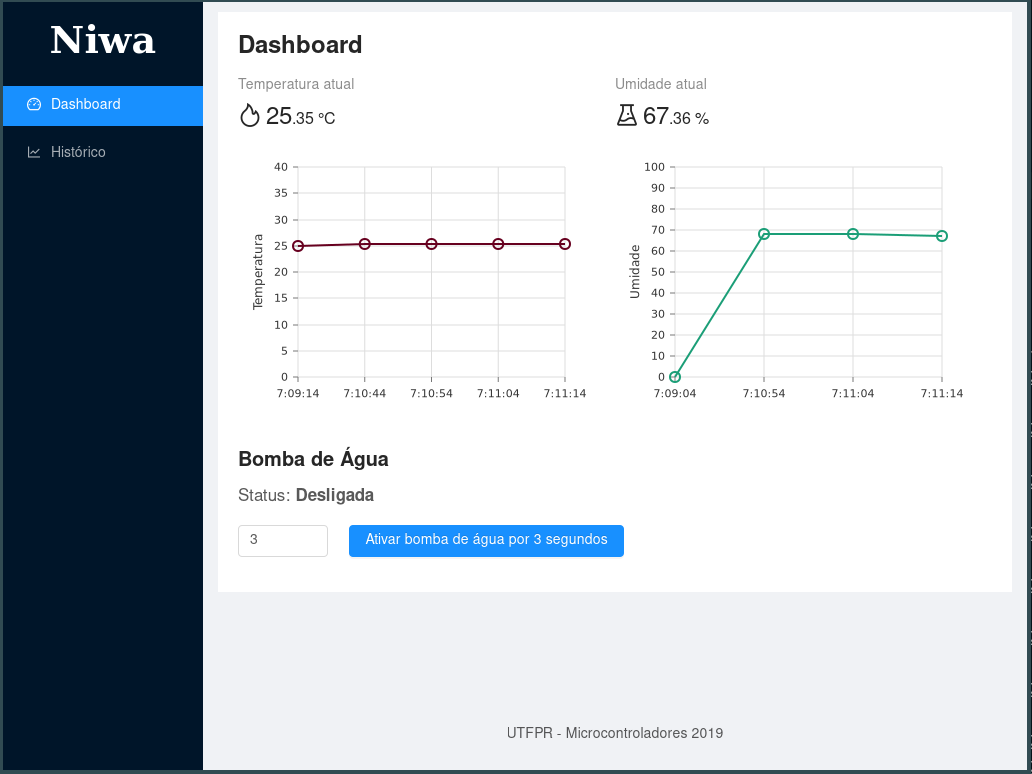 Niwa
Dashboard
Histórico
Dashboard
Temperatura atual
25.35 °C
Umidade atual
67.36 %
40
35
30
25
20
15
10
5
0
Temperatura
7:09:14 7:10:44 7:10:54 7:11:04 7:11:14
100
90
80
70
60
50
40
30
20
10
0
Umidade
7:09:04 7:10:54 7:11:04 7:11:14
Bomba de Água
Status: Desligada
3
Ativar bomba de água por 3 segundos
UTFPR - Microcontroladores 2019